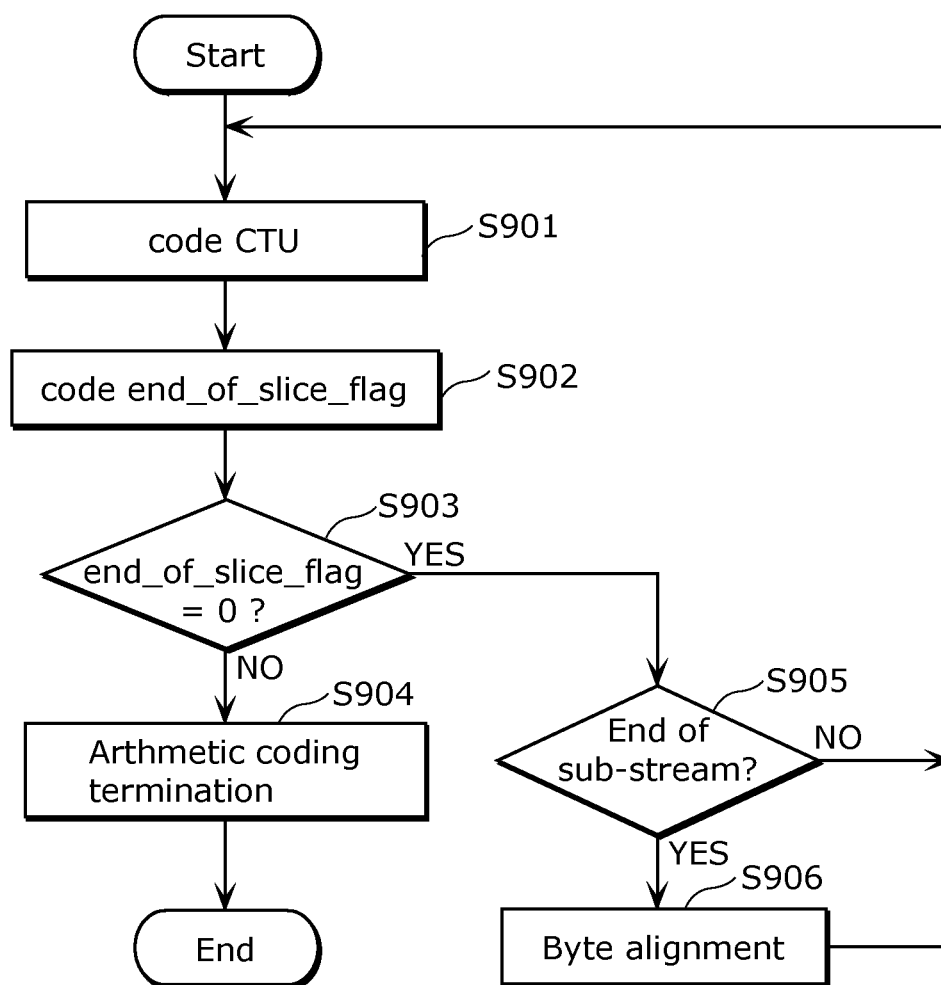 Start
code CTU
S901
code end_of_slice_flag
S902
S903
end_of_slice_flag
= 0 ?
YES
NO
S904
Arthmetic coding
termination
End
S905
End of
sub-stream?
NO
YES
S906
Byte alignment